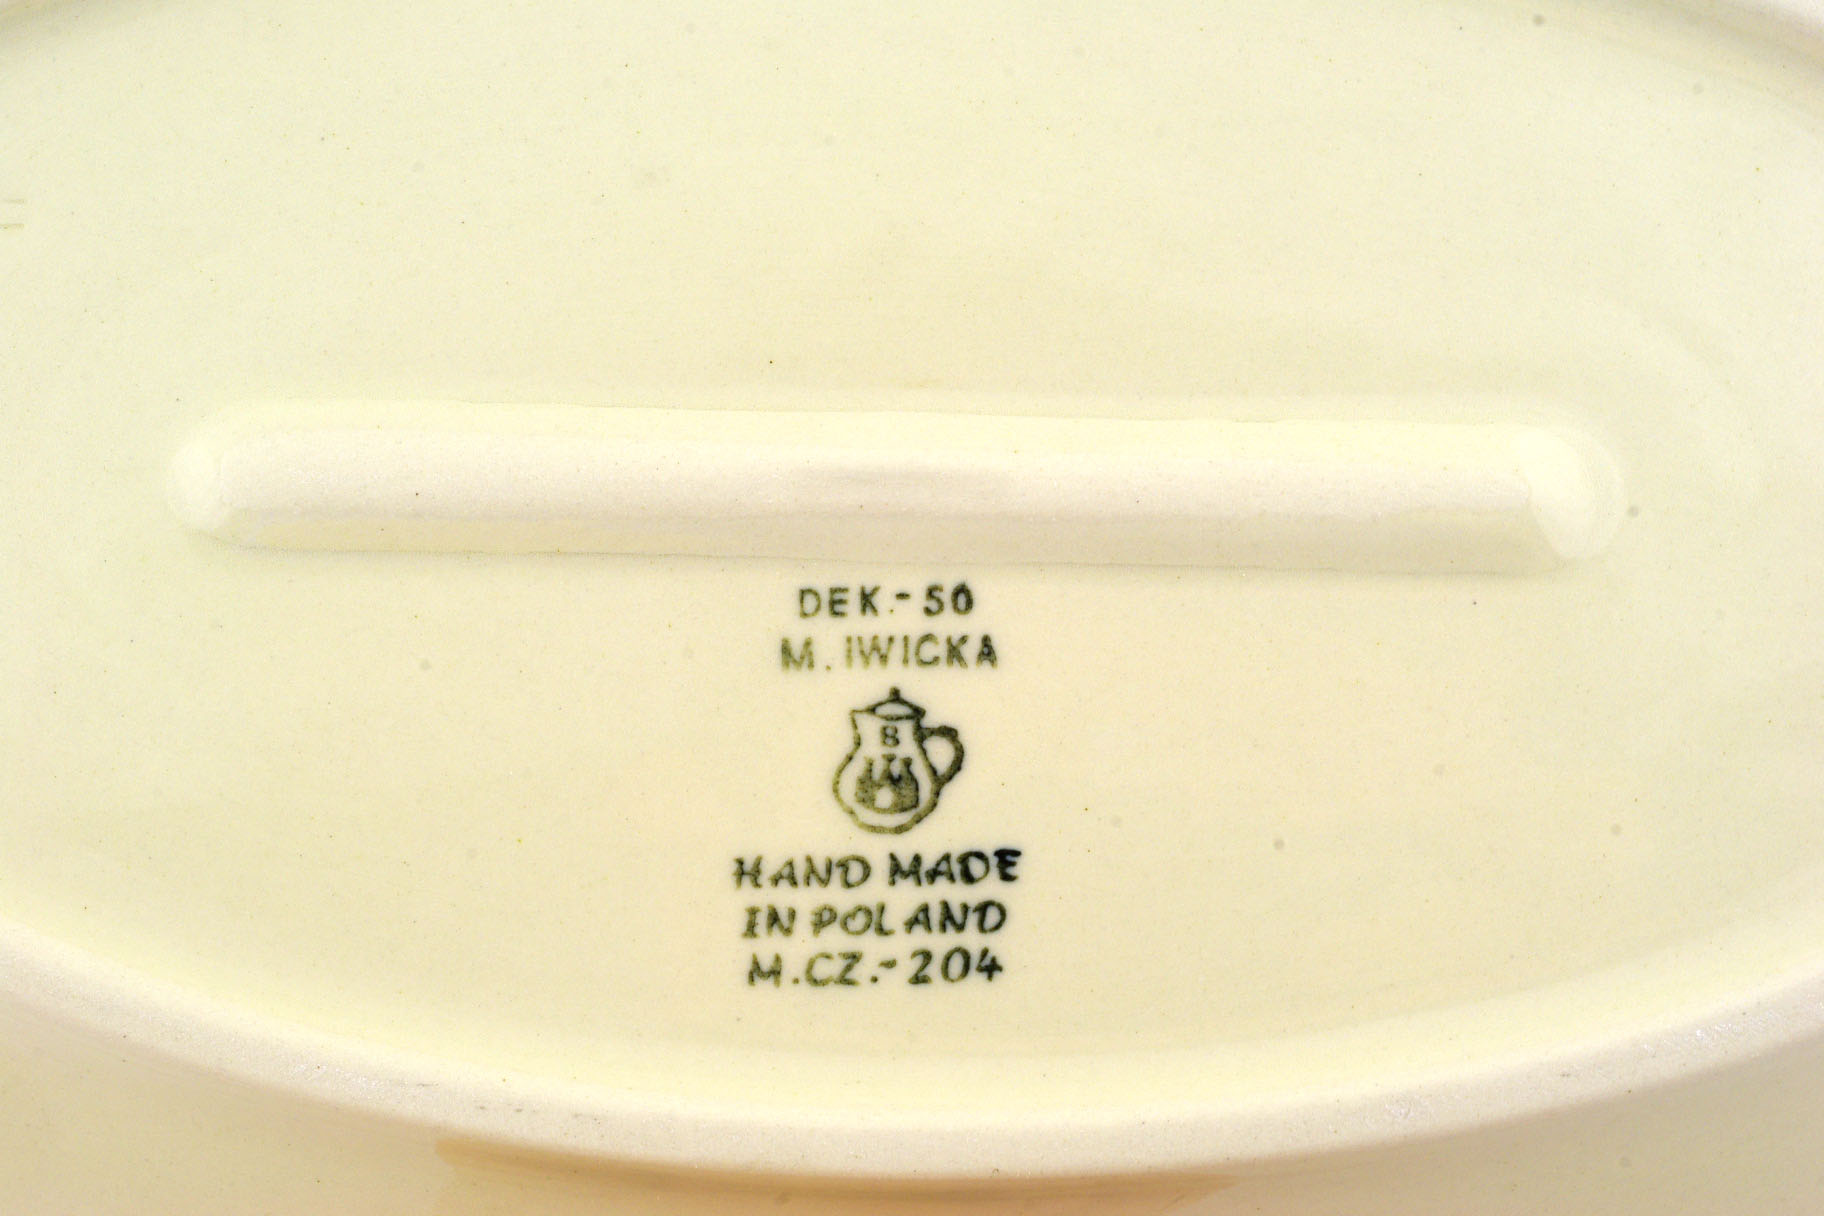 DEK.-50
M. IWICKA
B
HAND MADE
IN POLAND
M.CZ.-204